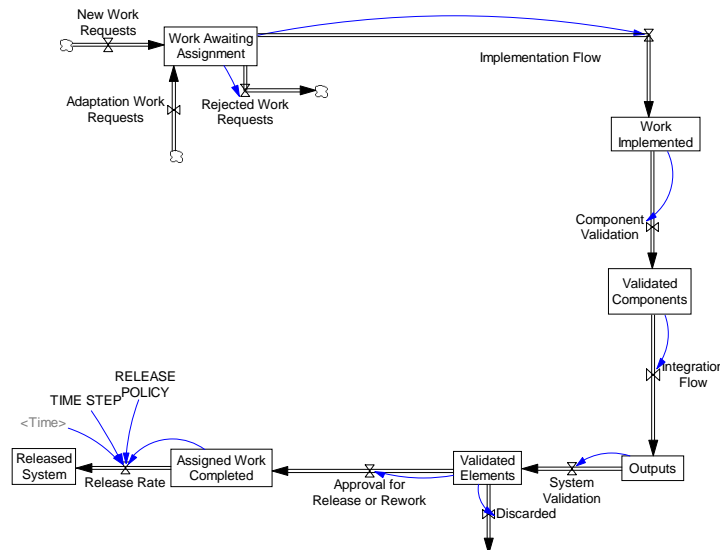 New Work
Requests
Work Awaiting
Assignment
Implementation Flow
Adaptation Work
Requests
Rejected Work
Requests
Work
Implemented
Component
Validation
Validated
Components
Integration
Flow
RELEASE
POLICY
TIME STEP
<Time>
Released
System
Release Rate
Assigned Work
Completed
Approval for
Release or Rework
Validated
Elements
System
Validation
Outputs
Discarded